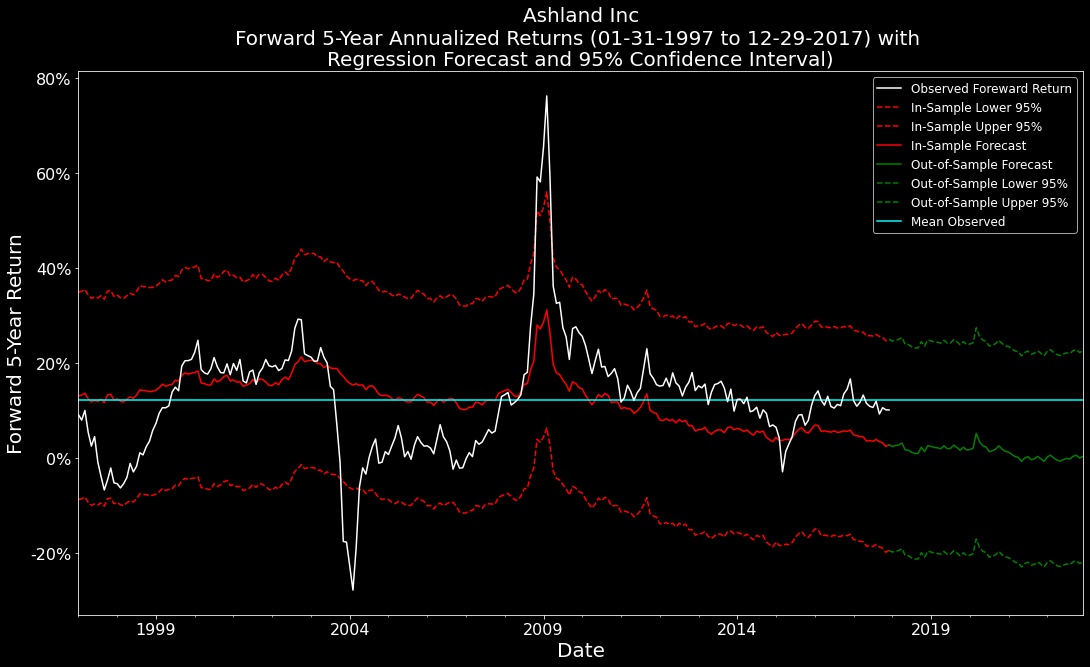 Ashland Inc
Forward 5-Year Annualized Returns (01-31-1997 to 12-29-2017) with
Regression Forecast and 95% Confidence Interval)
Forward 5-Year Return
80%
60%
40%
20%
0%
-20%
Observed Foreward Return
In-Sample Lower 95%
In-Sample Upper 95%
In-Sample Forecast
Out-of-Sample Forecast
Out-of-Sample Lower 95%
Out-of-Sample Upper 95%
Mean Observed
1999
2004
2009
2014
2019
Date